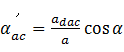 α′ac = adac/a cos α